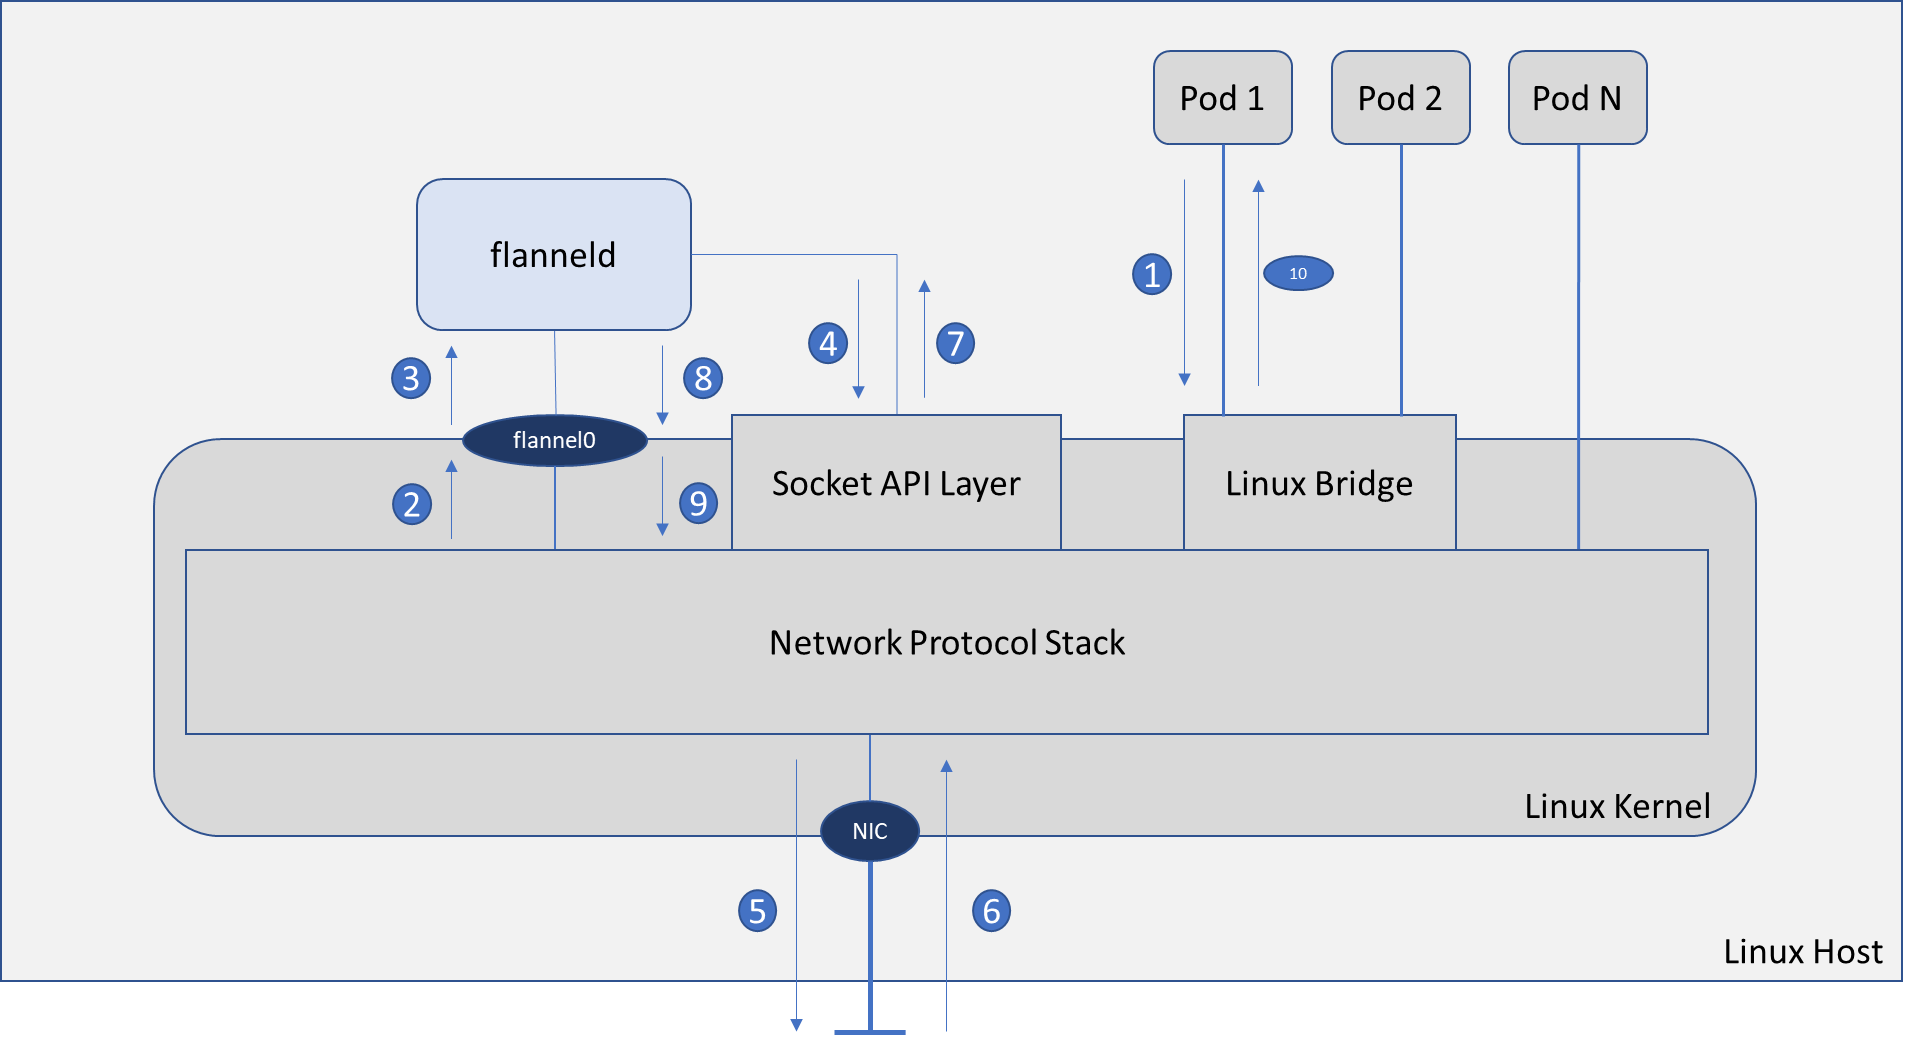 Pod 1
Pod 2
Pod N
flanneld
1
10
4
7
3
8
flannel0
Socket API Layer
Linux Bridge
2
9
Network Protocol Stack
Linux Kernel
NIC
5
6
Linux Host